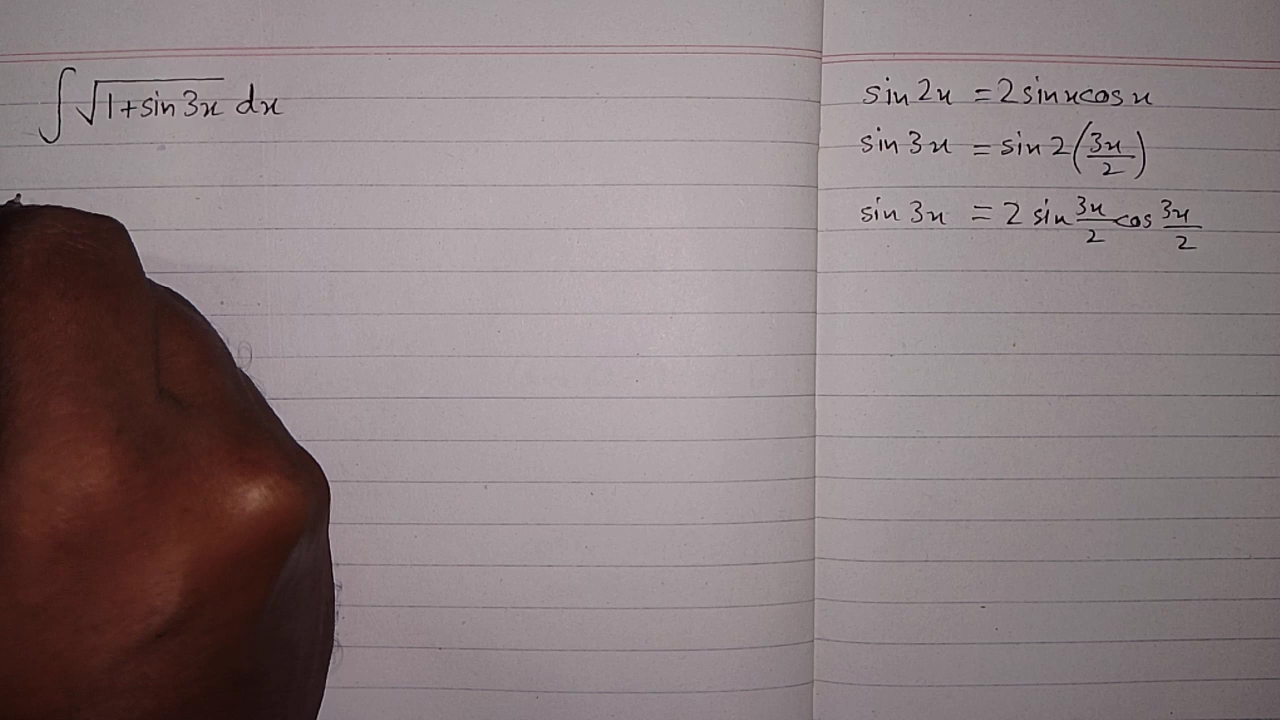 ∫√(1+sin 3x) dx
sin 2x = 2 sin x cos x
sin 3x = sin 2(3x/2)
sin 3x = 2 sin 3x/2 cos 3x/2